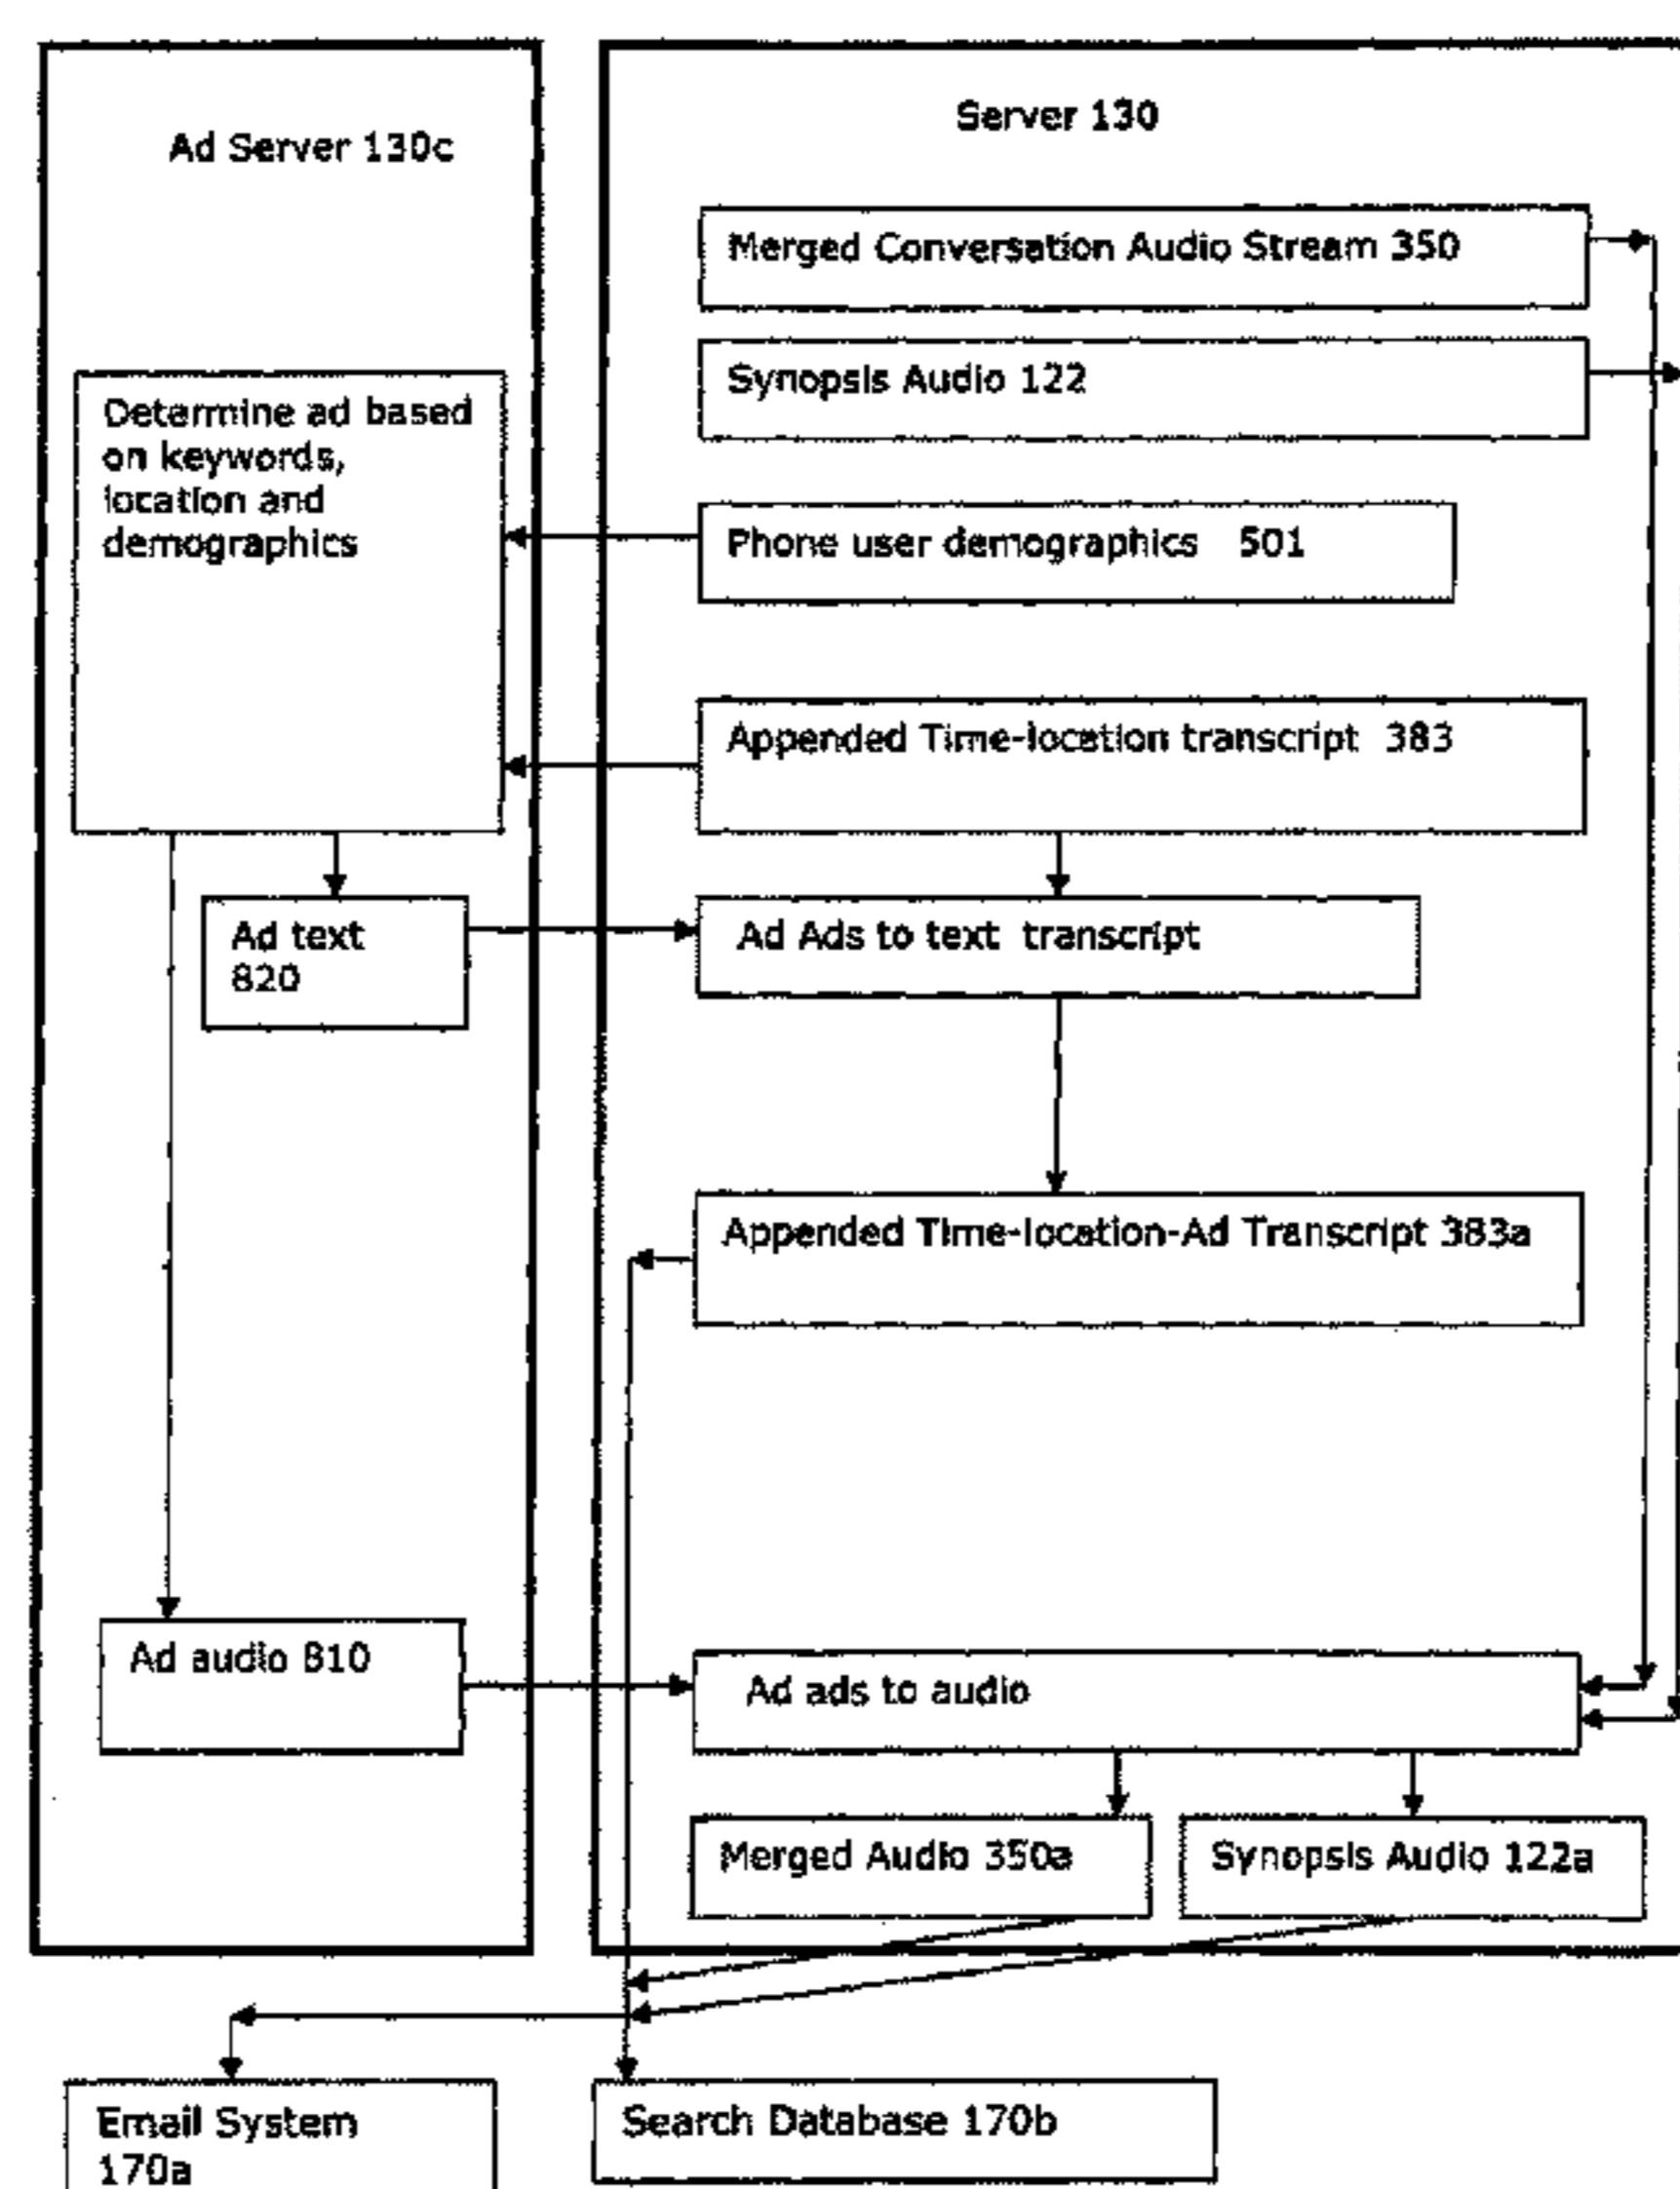 Ad Server 130c
Server 130
Merged Conversation Audio Stream 350
Synopsis Audio 122
Determine ad based
on keywords,
location and
demographics
Phone user demographics 501
Appended Time-location transcript 383
Ad text
820
Ad Ads to text transcript
Appended Time-location-Ad Transcript 383a
Ad audio 810
Ad ads to audio
Merged Audio 350a
Synopsis Audio 122a
Email System
170a
Search Database 170b